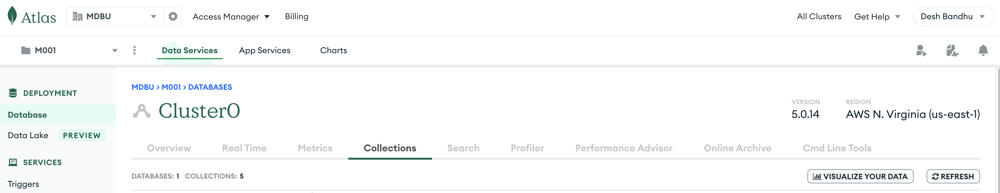 Atlas
MDBU
Access Manager
Billing
All Clusters
Get Help
Desh Bandhu
M001
Data Services
App Services
Charts
DEPLOYMENT
Database
Data Lake PREVIEW
SERVICES
Triggers
MDBU > M001 > DATABASES
Cluster0
VERSION
5.0.14
REGION
AWS N. Virginia (us-east-1)
Overview
Real Time
Metrics
Collections
Search
Profiler
Performance Advisor
Online Archive
Cmd Line Tools
DATABASES: 1 COLLECTIONS: 5
VISUALIZE YOUR DATA
REFRESH